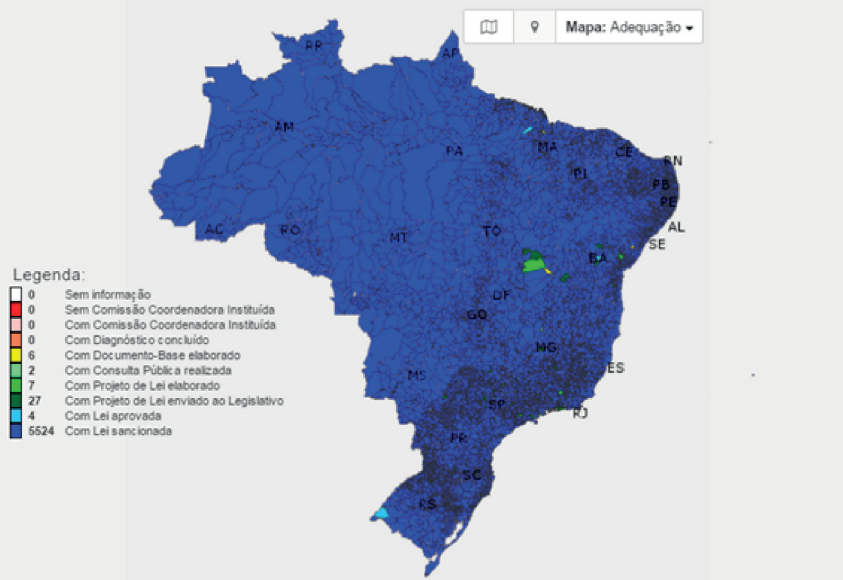 Mapa: Adequação
RR
AP
AM
PA
MA
CE
RN
PI
PB
PE
AC
RO
MT
TO
AL
SE
BA
DF
GO
MG
ES
MS
SP
RJ
PR
SC
RS
Legenda:
0 Sem informação
0 Sem Comissão Coordenadora Instituída
0 Com Comissão Coordenadora Instituída
0 Com Diagnóstico concluído
6 Com Documento-Base elaborado
2 Com Consulta Pública realizada
7 Com Projeto de Lei elaborado
27 Com Projeto de Lei enviado ao Legislativo
4 Com Lei aprovada
5524 Com Lei sancionada